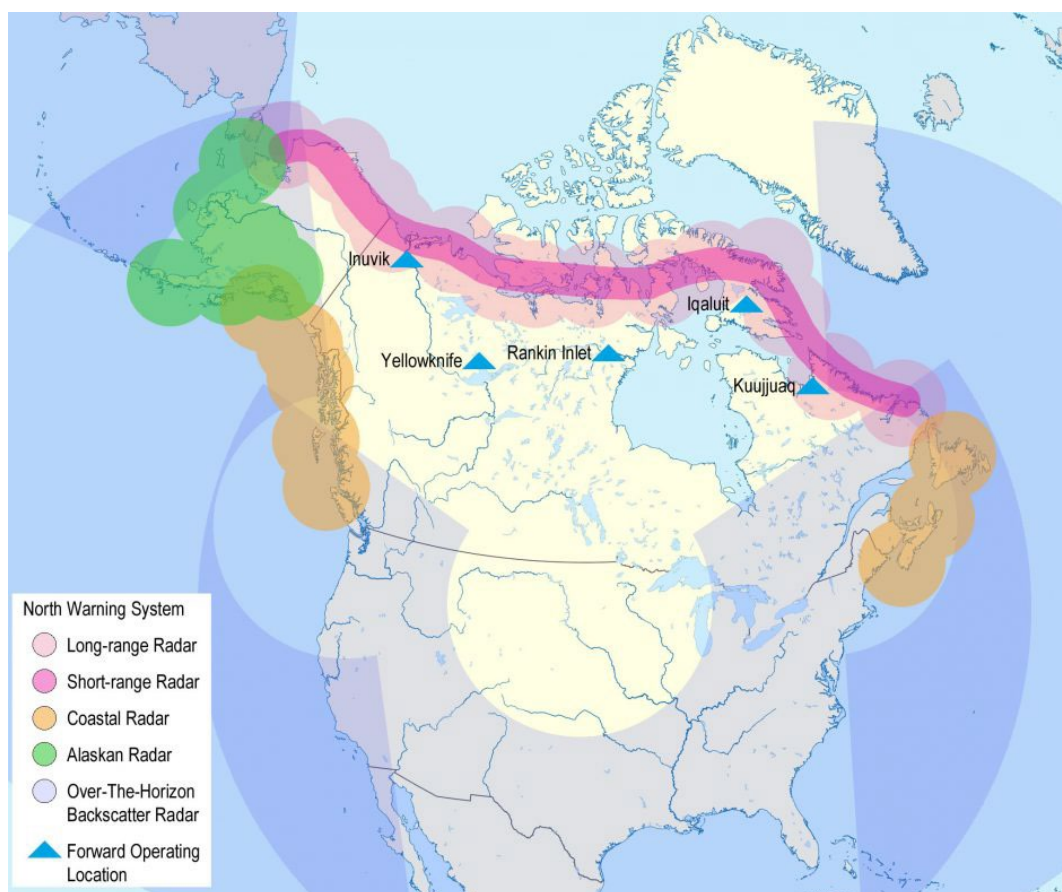 Inuvik
Iqaluit
Yellowknife
Rankin Inlet
Kuujjuaq
North Warning System
Long-range Radar
Short-range Radar
Coastal Radar
Alaskan Radar
Over-The-Horizon
Backscatter Radar
Forward Operating
Location